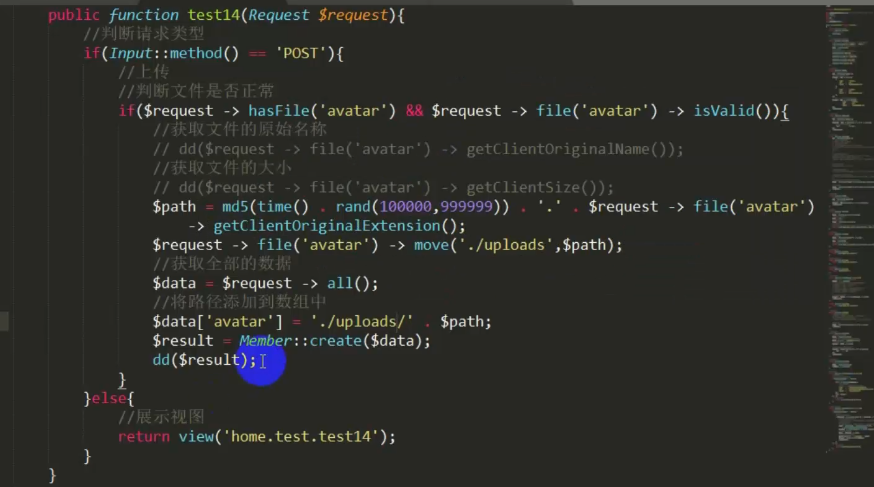 public function test14(Request $request){
//判断请求类型
if(Input::method() == 'POST'){
//上传
//判断文件是否正常
if($request -> hasFile('avatar') && $request -> file('avatar') -> isValid()){
//获取文件的原始名称
// dd($request -> file('avatar') -> getClientOriginalName());
//获取文件的大小
// dd($request -> file('avatar') -> getClientSize());
$path = md5(time() . rand(100000,999999)) . '.' . $request -> file('avatar')
-> getClientOriginalExtension();
$request -> file('avatar') -> move('./uploads',$path);
//获取全部的数据
$data = $request -> all();
//将路径添加到数组中
$data['avatar'] = './uploads/' . $path;
$result = Member::create($data);
dd($result);
}
}else{
//展示视图
return view('home.test.test14');
}
}